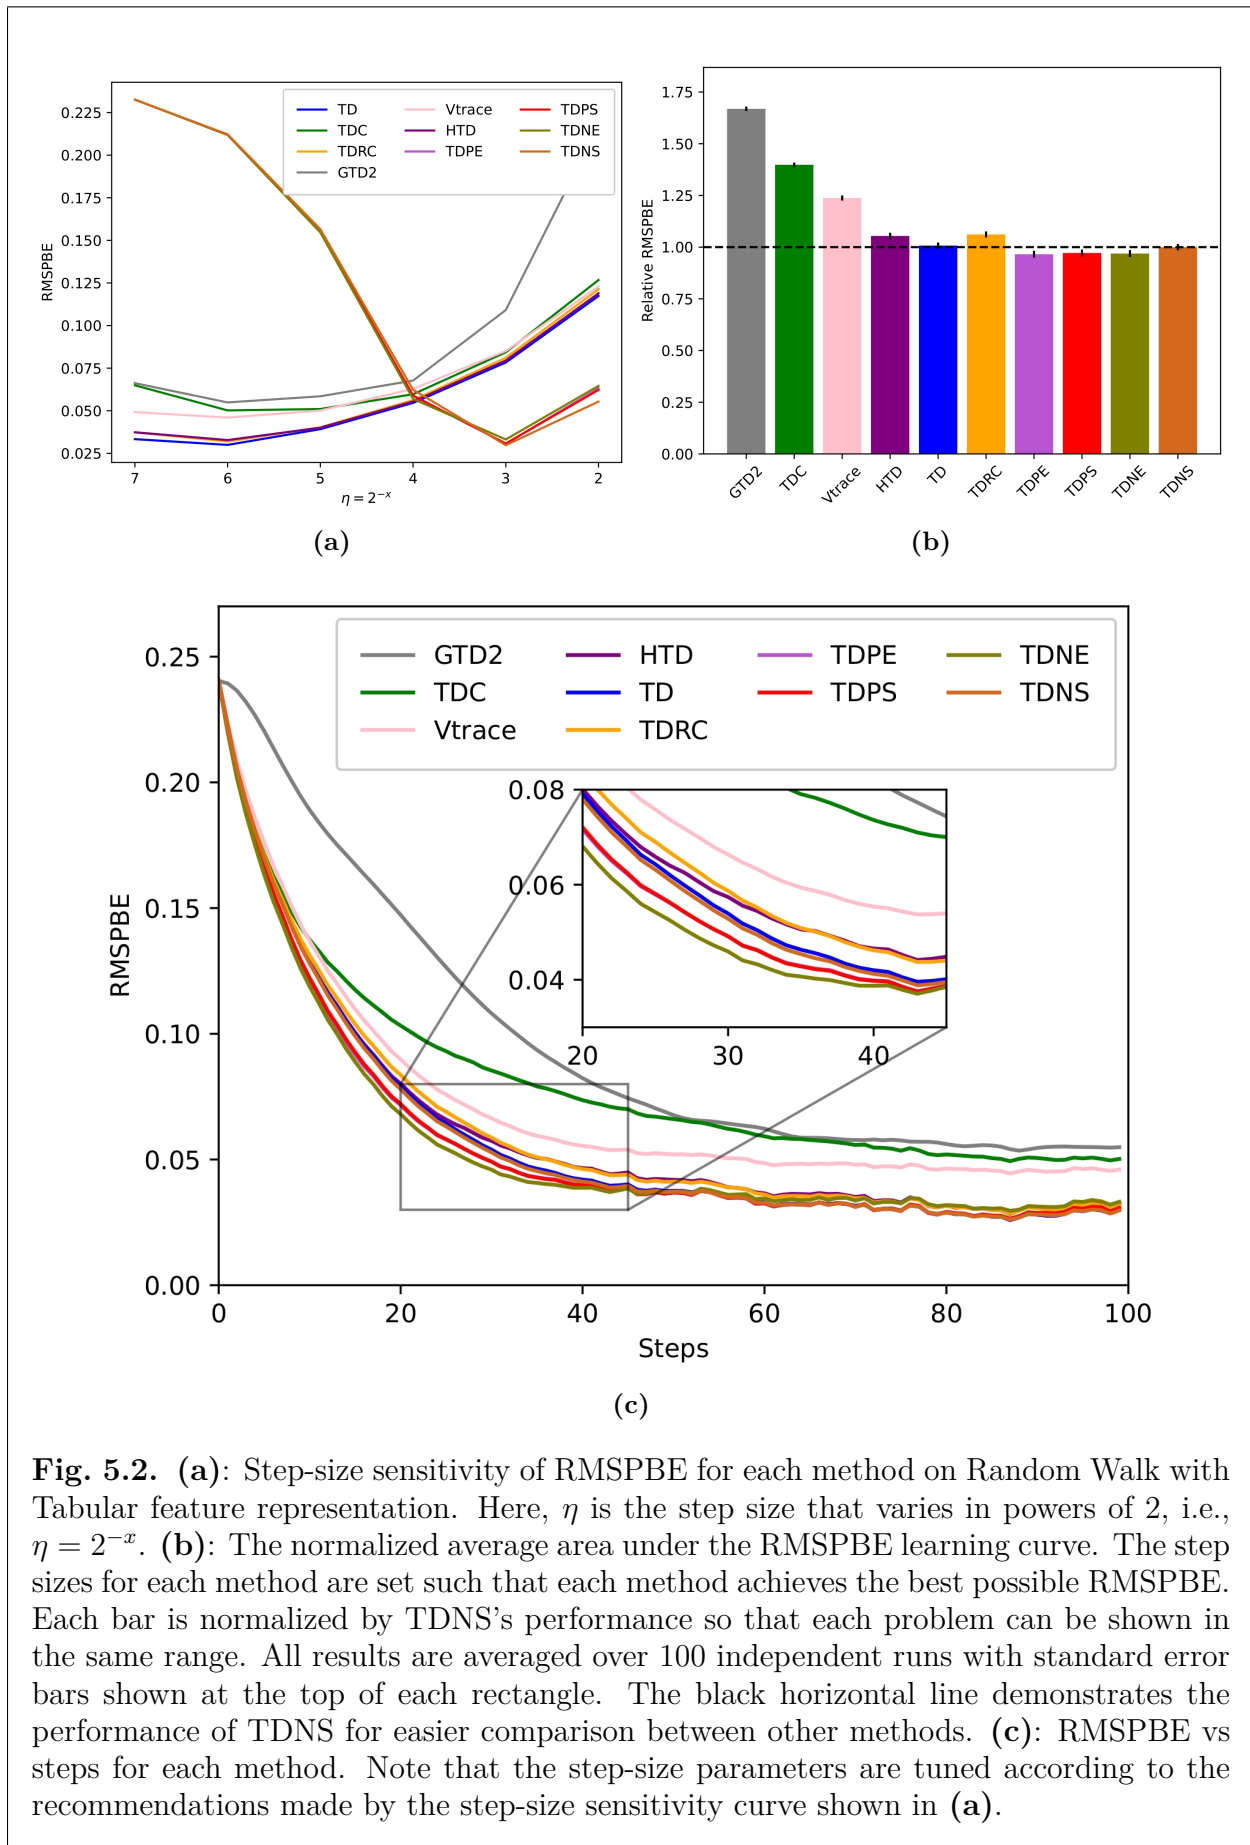 0.225
0.200
0.175
0.150
0.125
0.100
0.075
0.050
0.025
RMSPBE
TD
TDC
TDRC
GTD2
Vtrace
HTD
TDPE
TDPS
TDNE
TDNS
7 6 5 4 3 2
η = 2⁻ˣ
(a)
1.75
1.50
1.25
1.00
0.75
0.50
0.25
0.00
Relative RMSPBE
GTD2 TDC Vtrace HTD TD TDRC TDPE TDPS TDNE TDNS
(b)
0.25
0.20
0.15
0.10
0.05
0.00
RMSPBE
GTD2
TDC
Vtrace
HTD
TD
TDRC
TDPE
TDPS
TDNE
TDNS
0.08
0.06
0.04
20 30 40
0 20 40 60 80 100
Steps
(c)
Fig. 5.2. (a): Step-size sensitivity of RMSPBE for each method on Random Walk with
Tabular feature representation. Here, η is the step size that varies in powers of 2, i.e.,
η = 2⁻ˣ. (b): The normalized average area under the RMSPBE learning curve. The step
sizes for each method are set such that each method achieves the best possible RMSPBE.
Each bar is normalized by TDNS's performance so that each problem can be shown in
the same range. All results are averaged over 100 independent runs with standard error
bars shown at the top of each rectangle. The black horizontal line demonstrates the
performance of TDNS for easier comparison between other methods. (c): RMSPBE vs
steps for each method. Note that the step-size parameters are tuned according to the
recommendations made by the step-size sensitivity curve shown in (a).